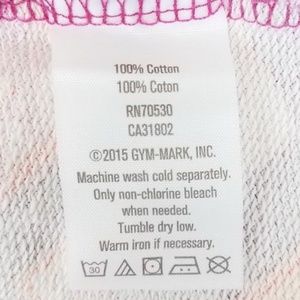 100% Cotton
100% Coton
RN70530
CA31802
©2015 GYM-MARK, INC.
Machine wash cold separately.
Only non-chlorine bleach
when needed.
Tumble dry low.
Warm iron if necessary.
30